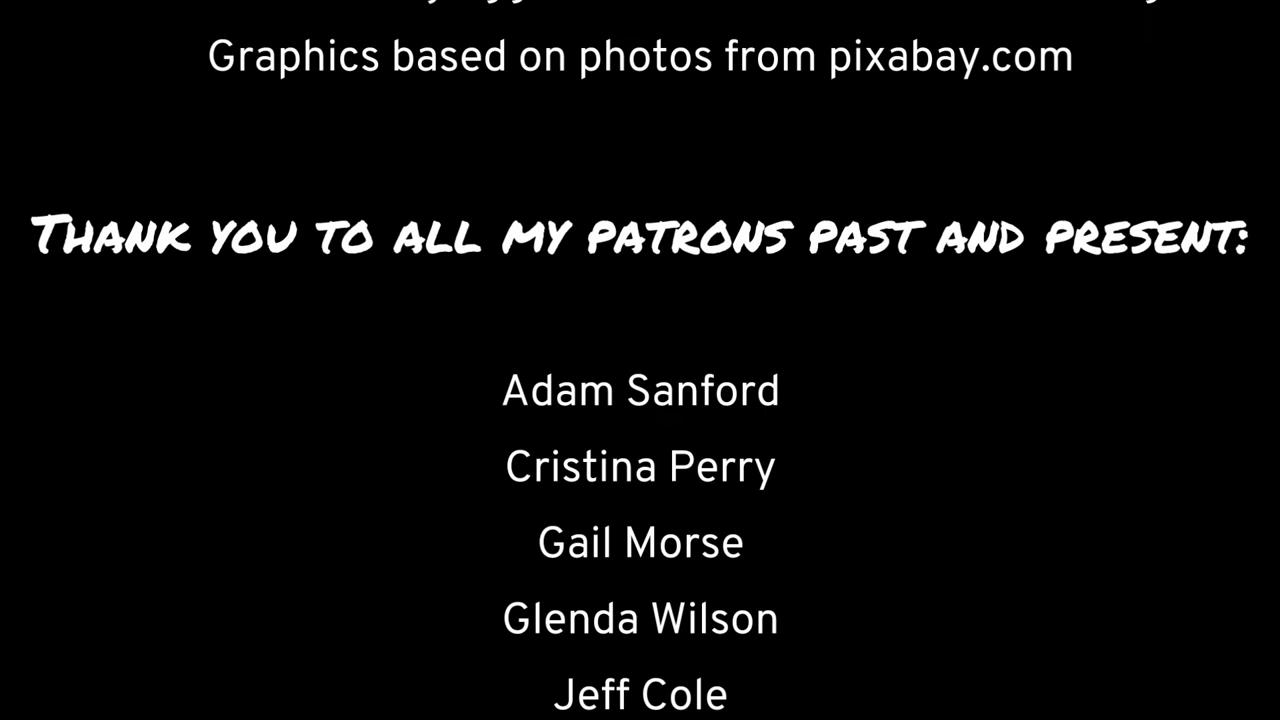 Graphics based on photos from pixabay.com
THANK YOU TO ALL MY PATRONS PAST AND PRESENT:
Adam Sanford
Cristina Perry
Gail Morse
Glenda Wilson
Jeff Cole